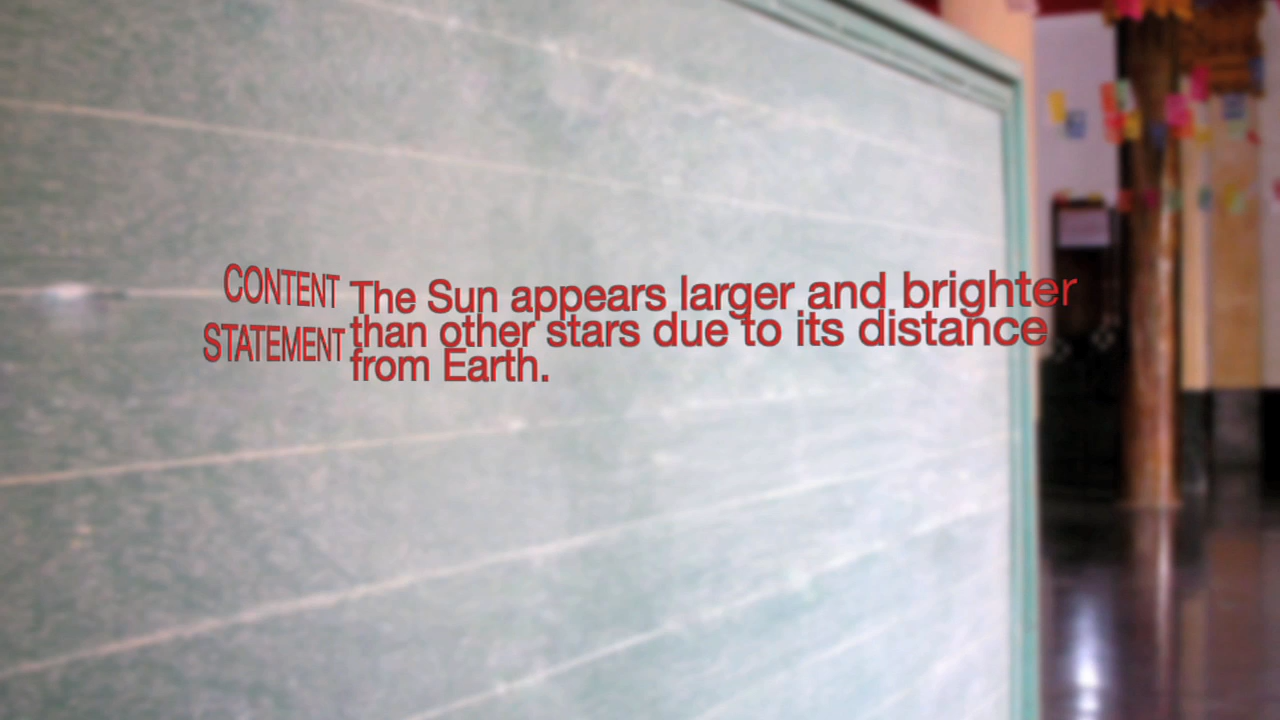 CONTENT
STATEMENT
The Sun appears larger and brighter
than other stars due to its distance
from Earth.